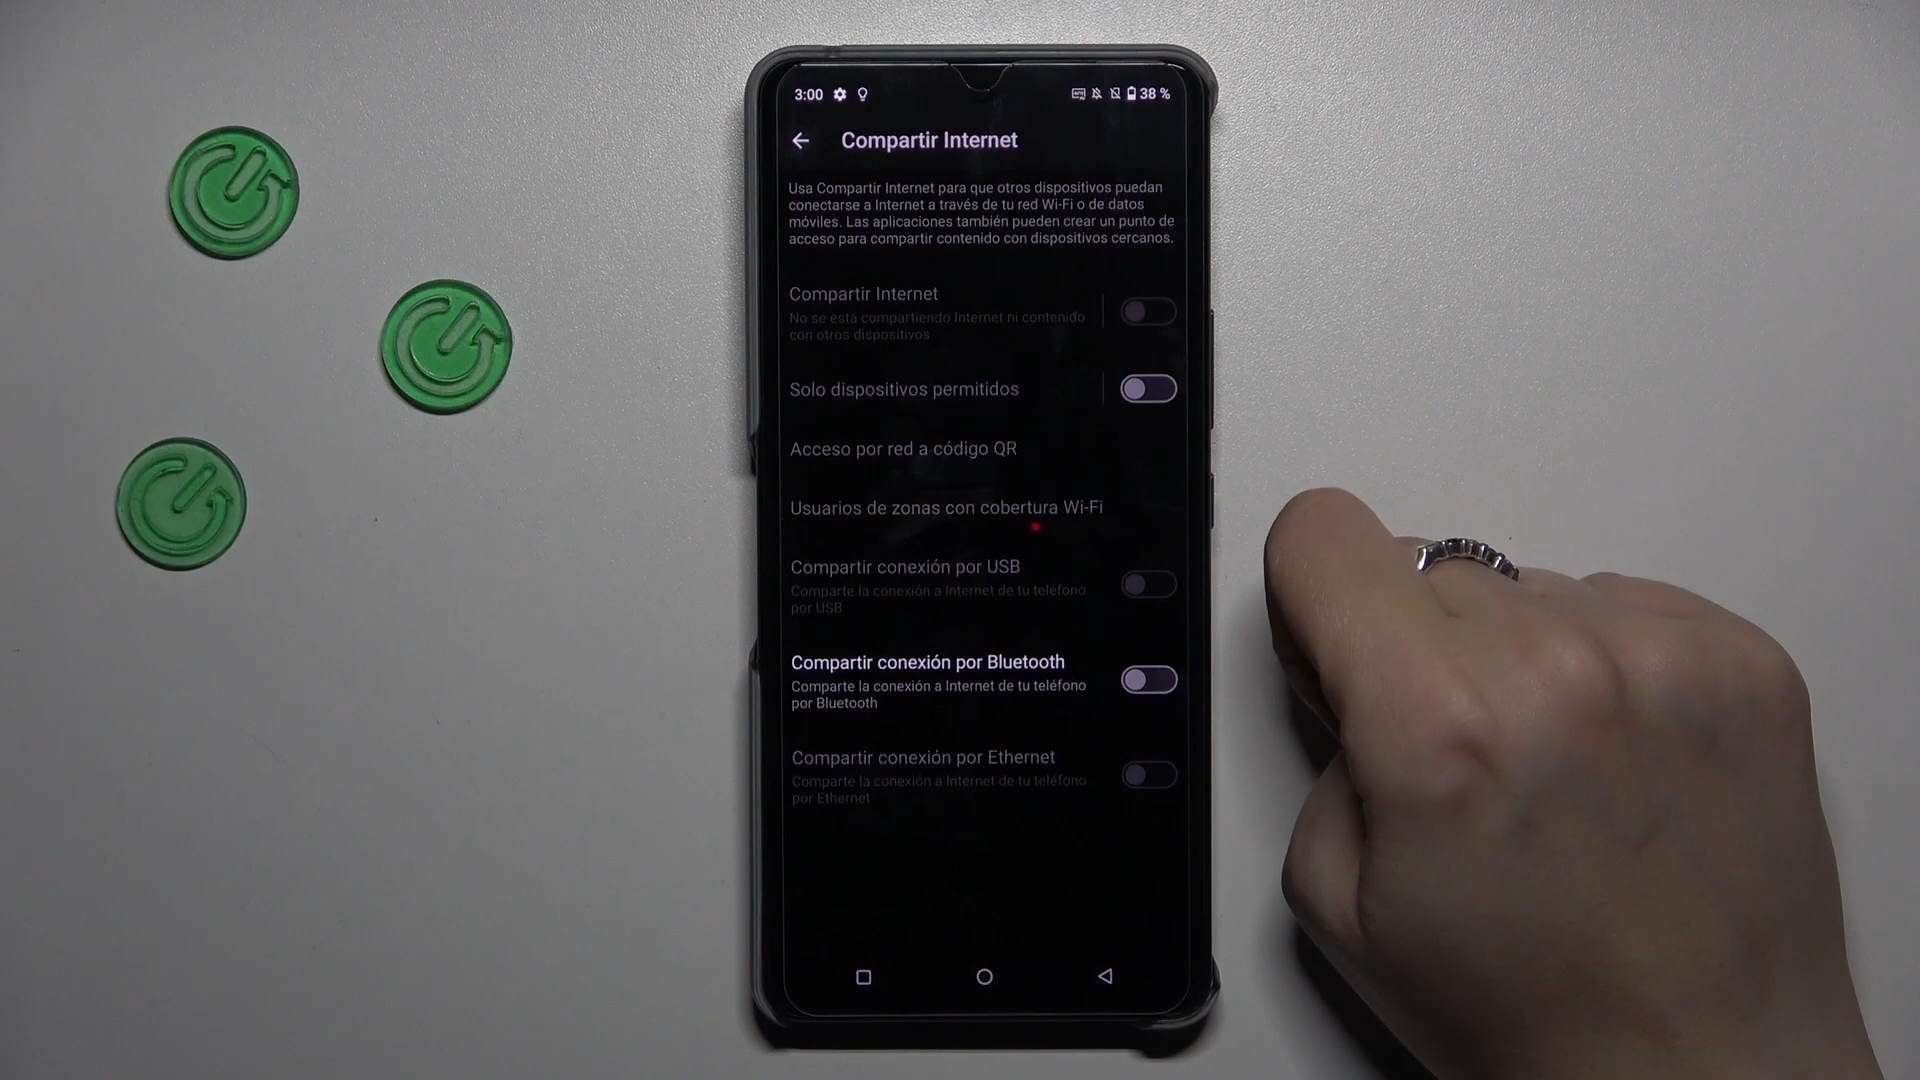 3:00
38 %
Compartir Internet
Usa Compartir Internet para que otros dispositivos puedan
conectarse a Internet a través de tu red Wi-Fi o de datos
móviles. Las aplicaciones también pueden crear un punto de
acceso para compartir contenido con dispositivos cercanos.
Compartir Internet
No se está compartiendo Internet ni contenido
con otros dispositivos
Solo dispositivos permitidos
Acceso por red a código QR
Usuarios de zonas con cobertura Wi-Fi
Compartir conexión por USB
Comparte la conexión a Internet de tu teléfono
por USB
Compartir conexión por Bluetooth
Comparte la conexión a Internet de tu teléfono
por Bluetooth
Compartir conexión por Ethernet
Comparte la conexión a Internet de tu teléfono
por Ethernet